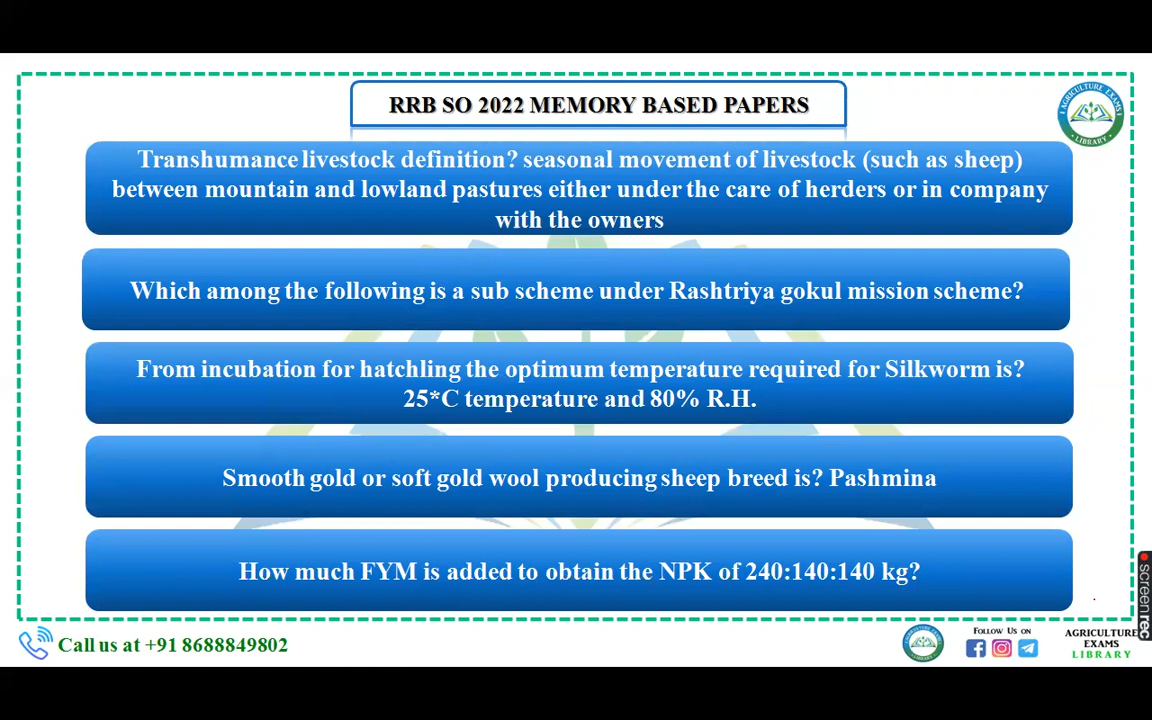 RRB SO 2022 MEMORY BASED PAPERS
AGRICULTURE EXAMS
LIBRARY
Transhumance livestock definition? seasonal movement of livestock (such as sheep)
between mountain and lowland pastures either under the care of herders or in company
with the owners
Which among the following is a sub scheme under Rashtriya gokul mission scheme?
From incubation for hatchling the optimum temperature required for Silkworm is?
25*C temperature and 80% R.H.
Smooth gold or soft gold wool producing sheep breed is? Pashmina
How much FYM is added to obtain the NPK of 240:140:140 kg?
screenrec
Call us at +91 8688849802
FOLLOW US ON
AGRICULTURE
EXAMS
LIBRARY